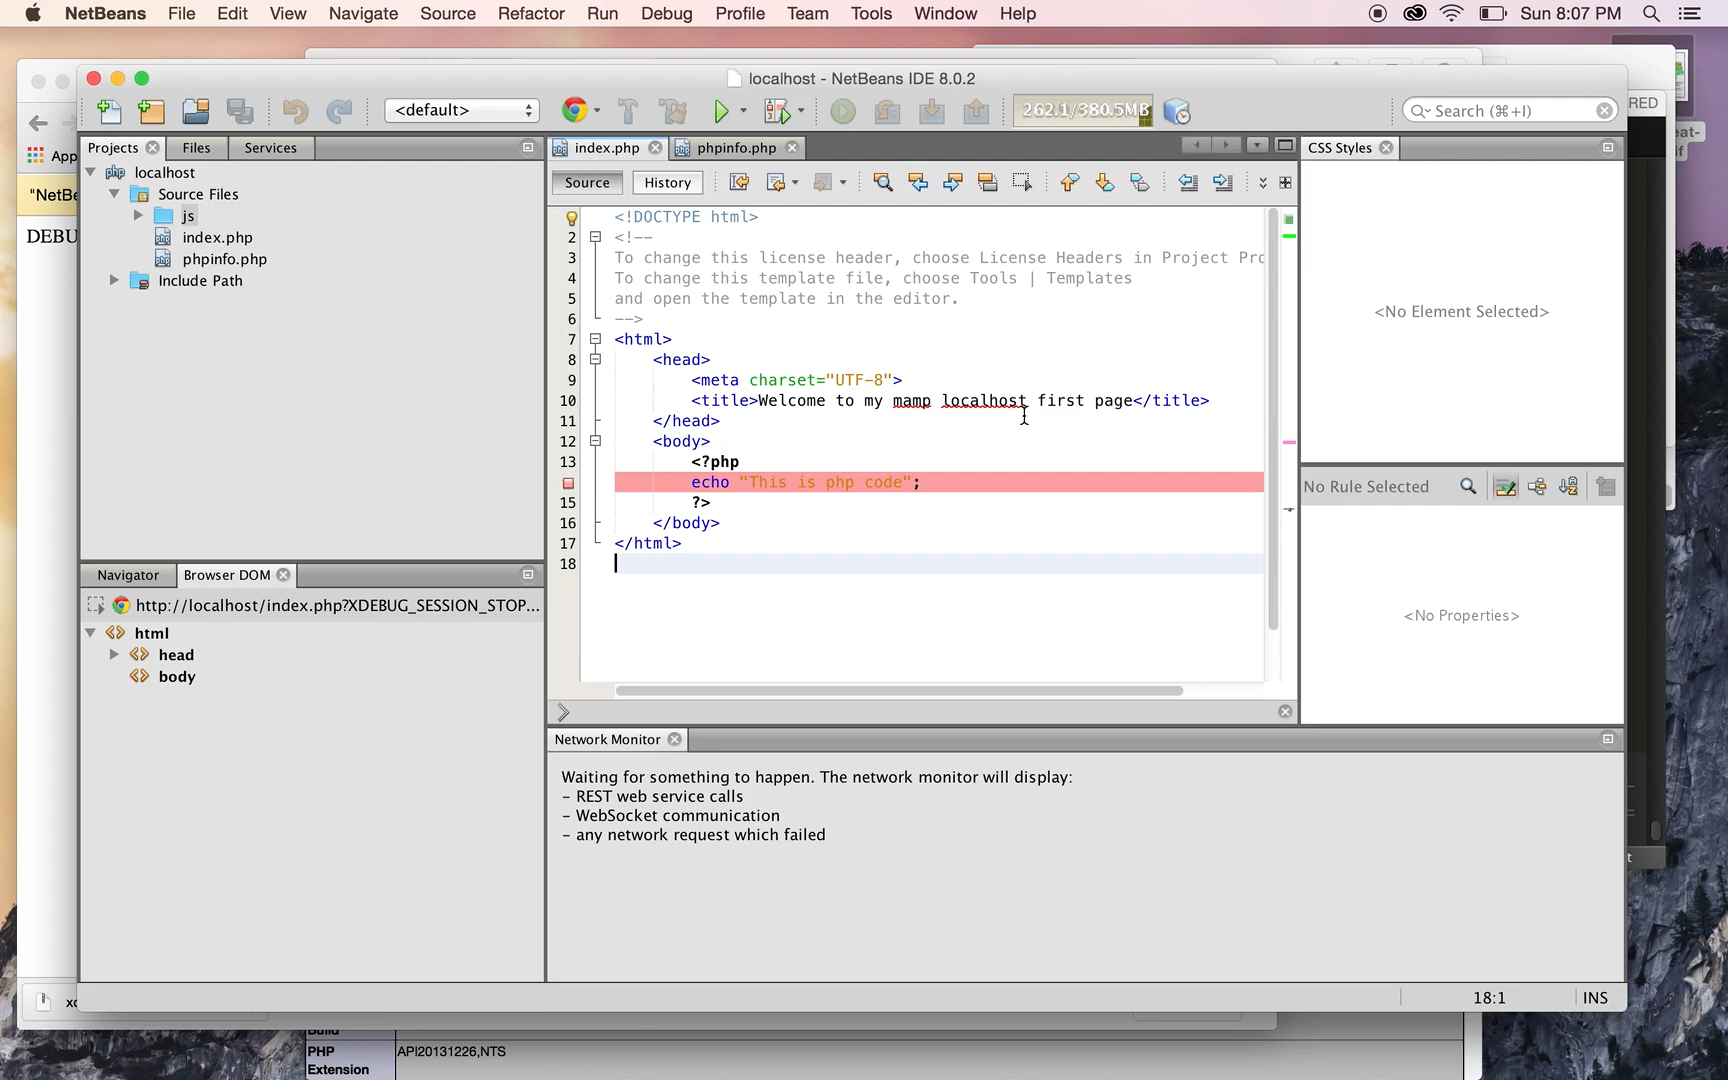 NetBeans File Edit View Navigate Source Refactor Run Debug Profile Team Tools Window Help Sun 8:07 PM
localhost - NetBeans IDE 8.0.2
<default> 262.1/380.5MB Search (⌘+I)
RED
App
"NetBe
DEBU
Projects Files Services
localhost
Source Files
js
index.php
phpinfo.php
Include Path
index.php phpinfo.php
Source History
<!DOCTYPE html>
2 <!--
3 To change this license header, choose License Headers in Project Pro
4 To change this template file, choose Tools | Templates
5 and open the template in the editor.
6 -->
7 <html>
8 <head>
9 <meta charset="UTF-8">
10 <title>Welcome to my mamp localhost first page</title>
11 </head>
12 <body>
13 <?php
echo "This is php code";
15 ?>
16 </body>
17 </html>
18
CSS Styles
<No Element Selected>
No Rule Selected
<No Properties>
Navigator Browser DOM
http://localhost/index.php?XDEBUG_SESSION_STOP...
html
head
body
Network Monitor
Waiting for something to happen. The network monitor will display:
- REST web service calls
- WebSocket communication
- any network request which failed
18:1 INS
Build
PHP API20131226,NTS
Extension